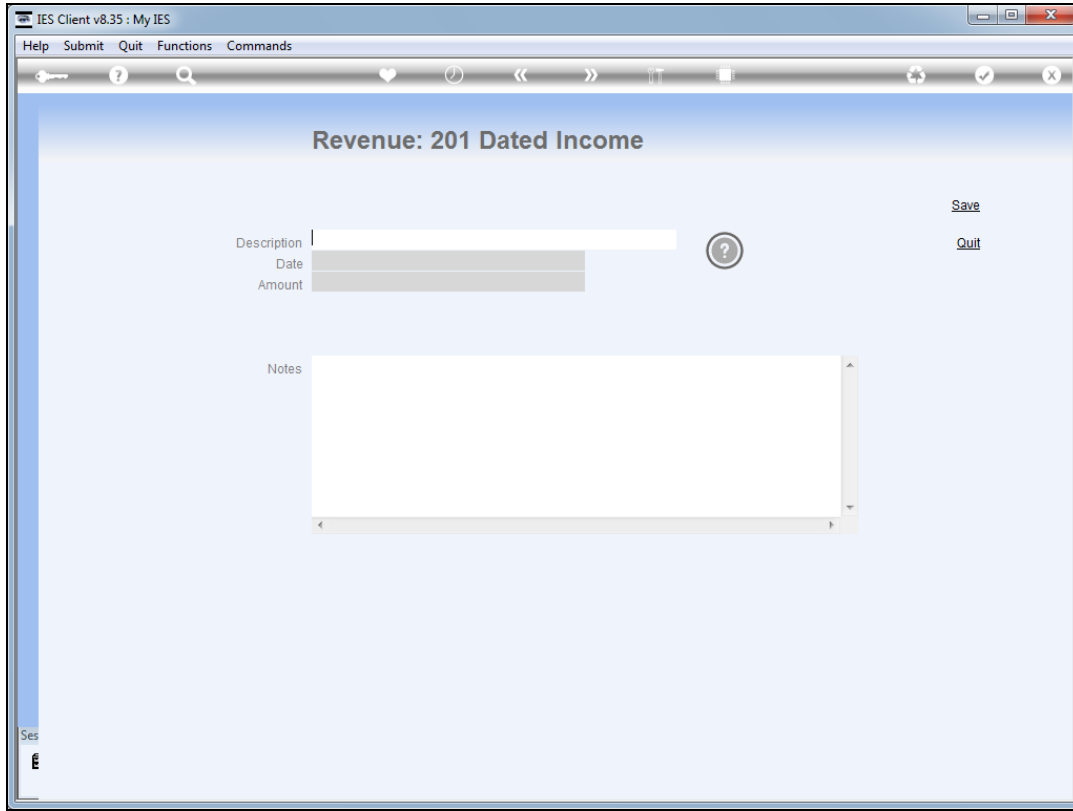 IES Client v8.35 : My IES
Help Submit Quit Functions Commands
Revenue: 201 Dated Income
Save
Description
Quit
Date
Amount
Notes
Ses